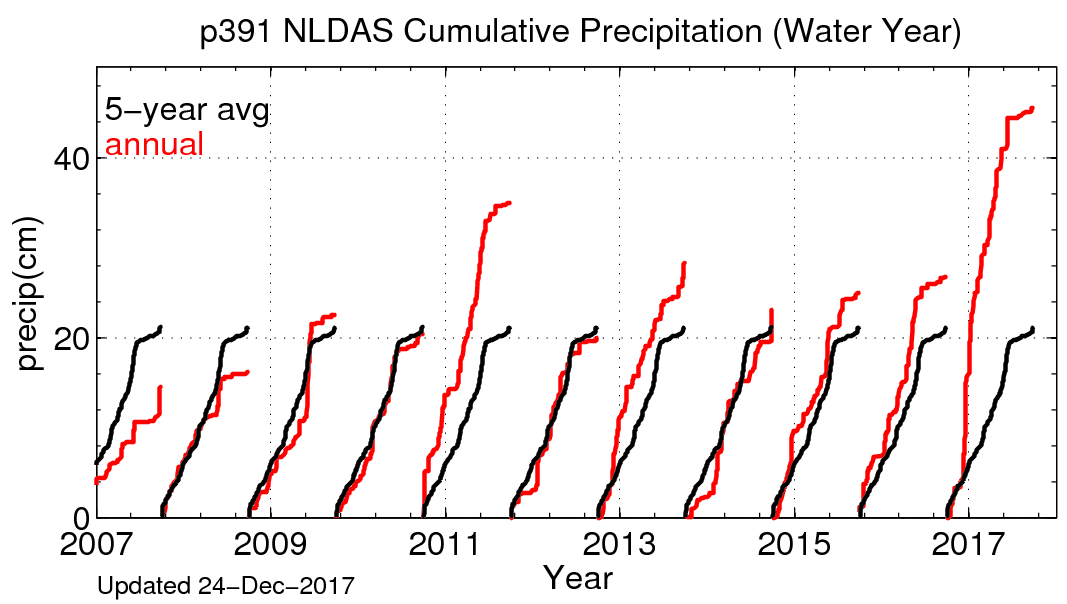 p391 NLDAS Cumulative Precipitation (Water Year)
5−year avg
annual
precip(cm)
40
20
0
2007 2009 2011 2013 2015 2017
Year
Updated 24−Dec−2017